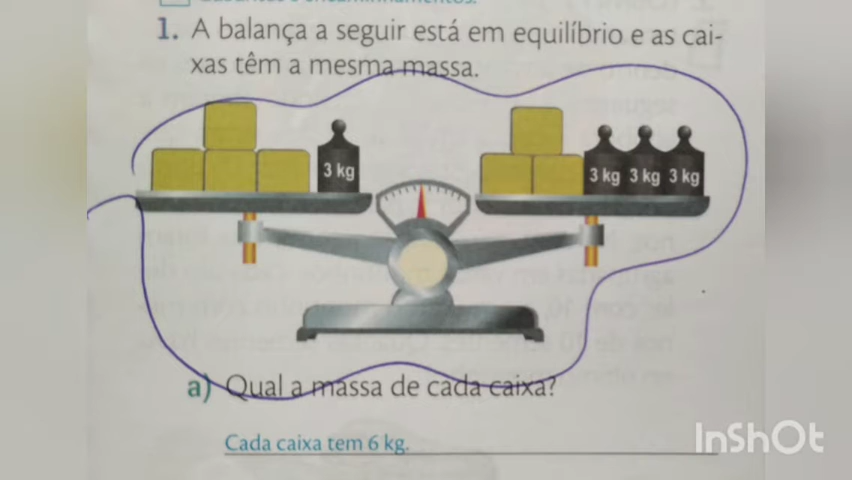 1. A balança a seguir está em equilíbrio e as cai-
xas têm a mesma massa.
3 kg
3 kg 3 kg 3 kg
a) Qual a massa de cada caixa?
Cada caixa tem 6 kg.
InShOt